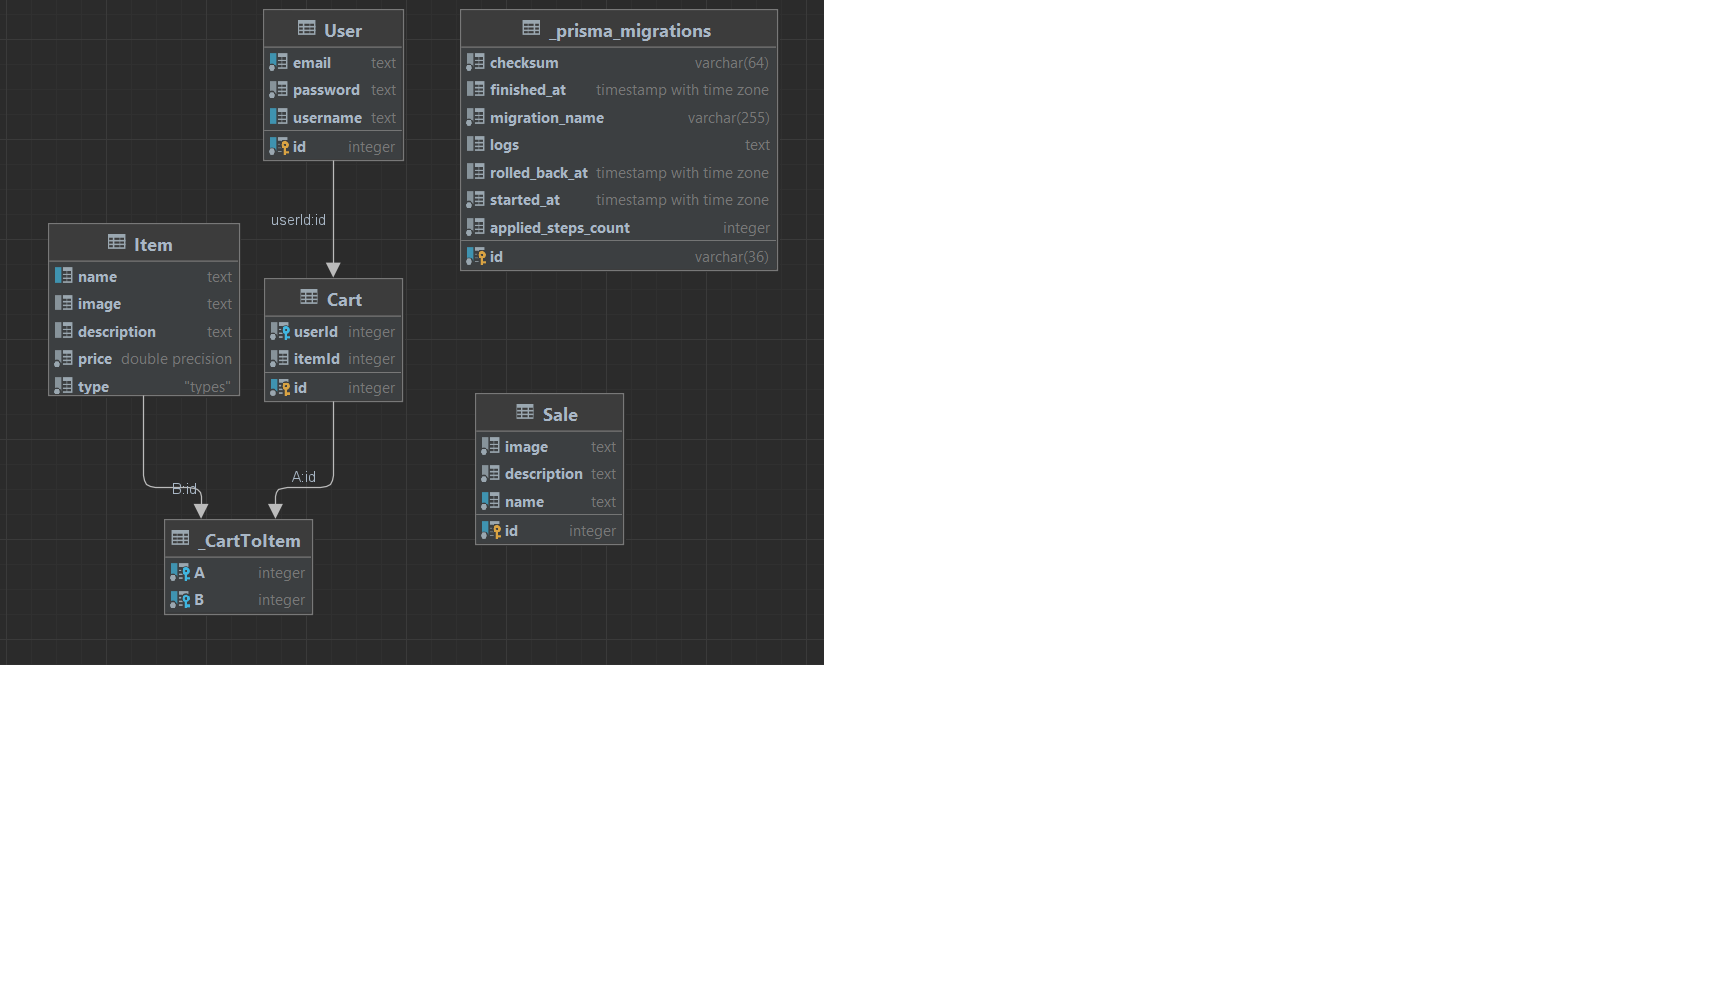 User
email text
password text
username text
id integer
_prisma_migrations
checksum varchar(64)
finished_at timestamp with time zone
migration_name varchar(255)
logs text
rolled_back_at timestamp with time zone
started_at timestamp with time zone
applied_steps_count integer
id varchar(36)
userId:id
Item
name text
image text
description text
price double precision
type "types"
Cart
userId integer
itemId integer
id integer
Sale
image text
description text
name text
id integer
B:id
A:id
_CartToItem
A integer
B integer